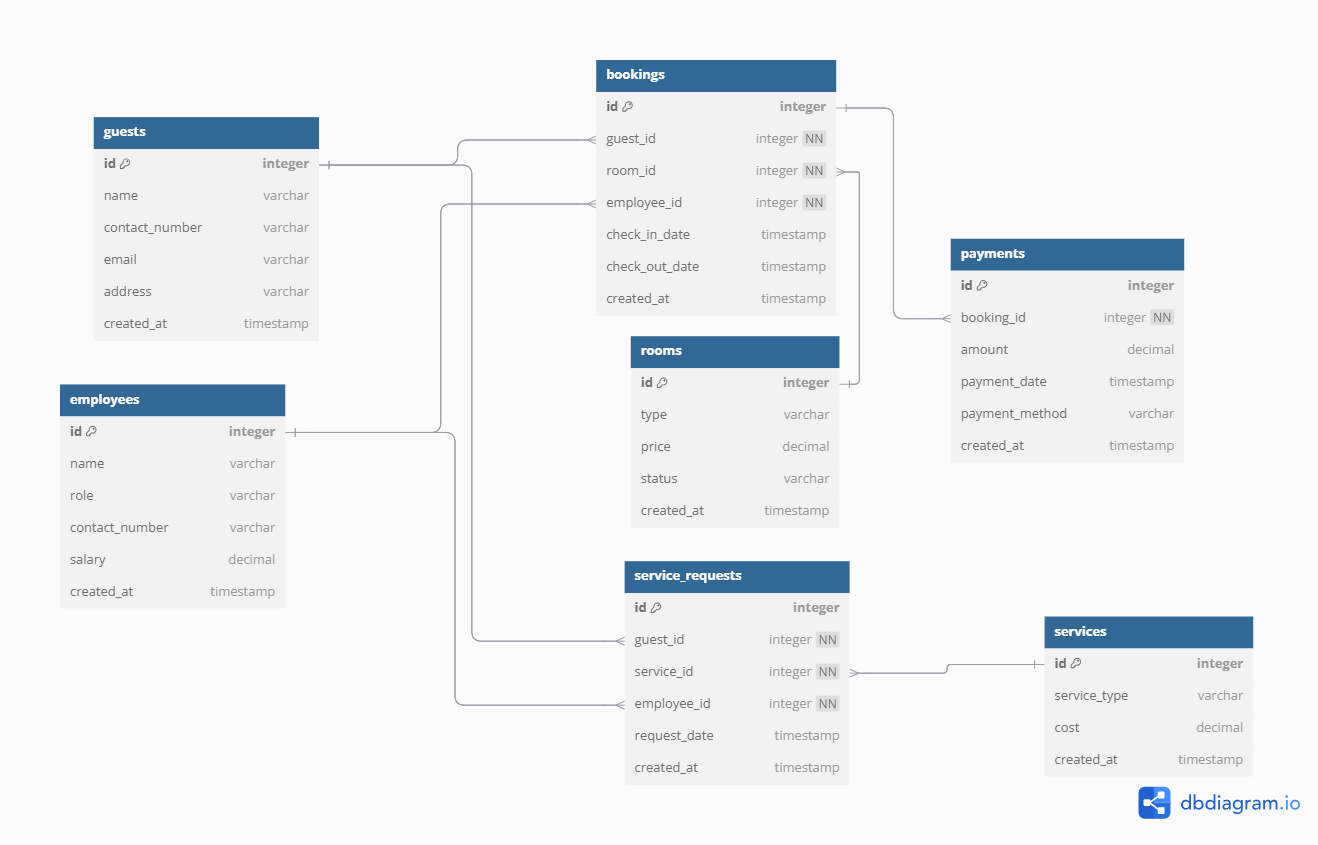 bookings
id integer
guest_id integer NN
room_id integer NN
employee_id integer NN
check_in_date timestamp
check_out_date timestamp
created_at timestamp
guests
id integer
name varchar
contact_number varchar
email varchar
address varchar
created_at timestamp
payments
id integer
booking_id integer NN
amount decimal
payment_date timestamp
payment_method varchar
created_at timestamp
rooms
id integer
type varchar
price decimal
status varchar
created_at timestamp
employees
id integer
name varchar
role varchar
contact_number varchar
salary decimal
created_at timestamp
service_requests
id integer
guest_id integer NN
service_id integer NN
employee_id integer NN
request_date timestamp
created_at timestamp
services
id integer
service_type varchar
cost decimal
created_at timestamp
dbdiagram.io